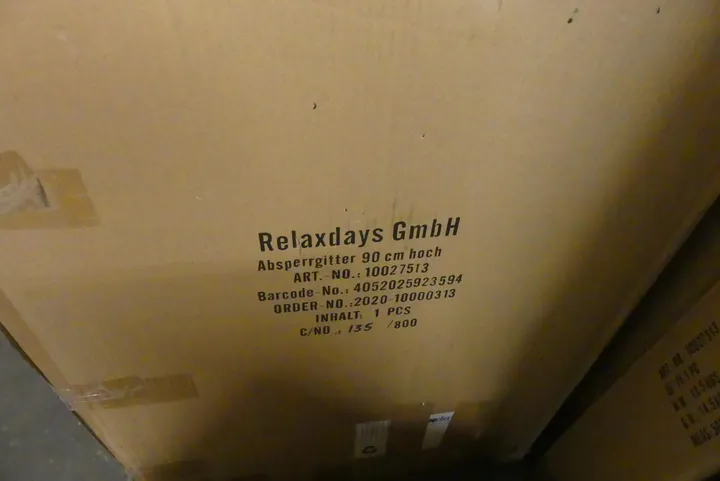 Relaxdays GmbH
Absperrgitter 90 cm hoch
ART.-NO.: 10027513
Barcode-No.: 4052025923594
ORDER-NO.:2020-10000313
INHALT: 1 PCS
C/NO.: 135 /800